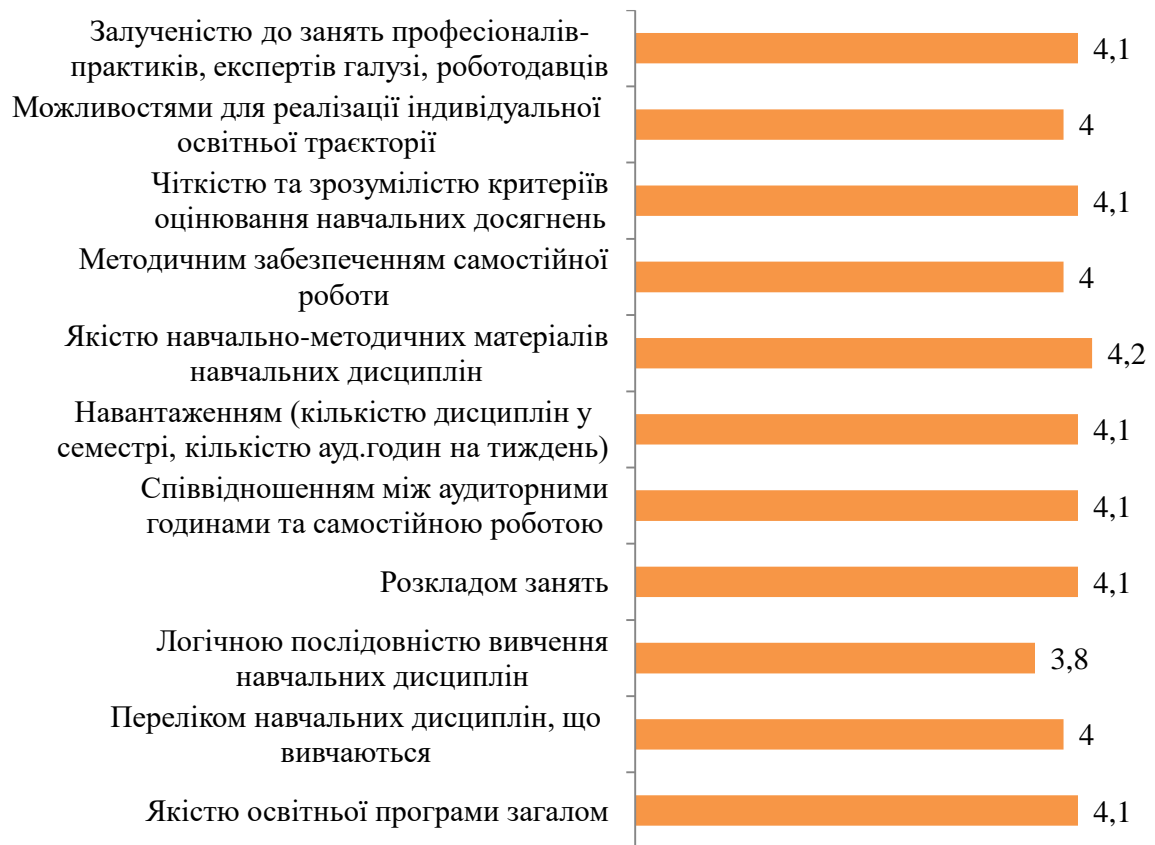 Залученістю до занять професіоналів-
практиків, експертів галузі, роботодавців
4,1
Можливостями для реалізації індивідуальної
освітньої траєкторії
4
Чіткістю та зрозумілістю критеріїв
оцінювання навчальних досягнень
4,1
Методичним забезпеченням самостійної
роботи
4
Якістю навчально-методичних матеріалів
навчальних дисциплін
4,2
Навантаженням (кількістю дисциплін у
семестрі, кількістю ауд.годин на тиждень)
4,1
Співвідношенням між аудиторними
годинами та самостійною роботою
4,1
Розкладом занять
4,1
Логічною послідовністю вивчення
навчальних дисциплін
3,8
Переліком навчальних дисциплін, що
вивчаються
4
Якістю освітньої програми загалом
4,1